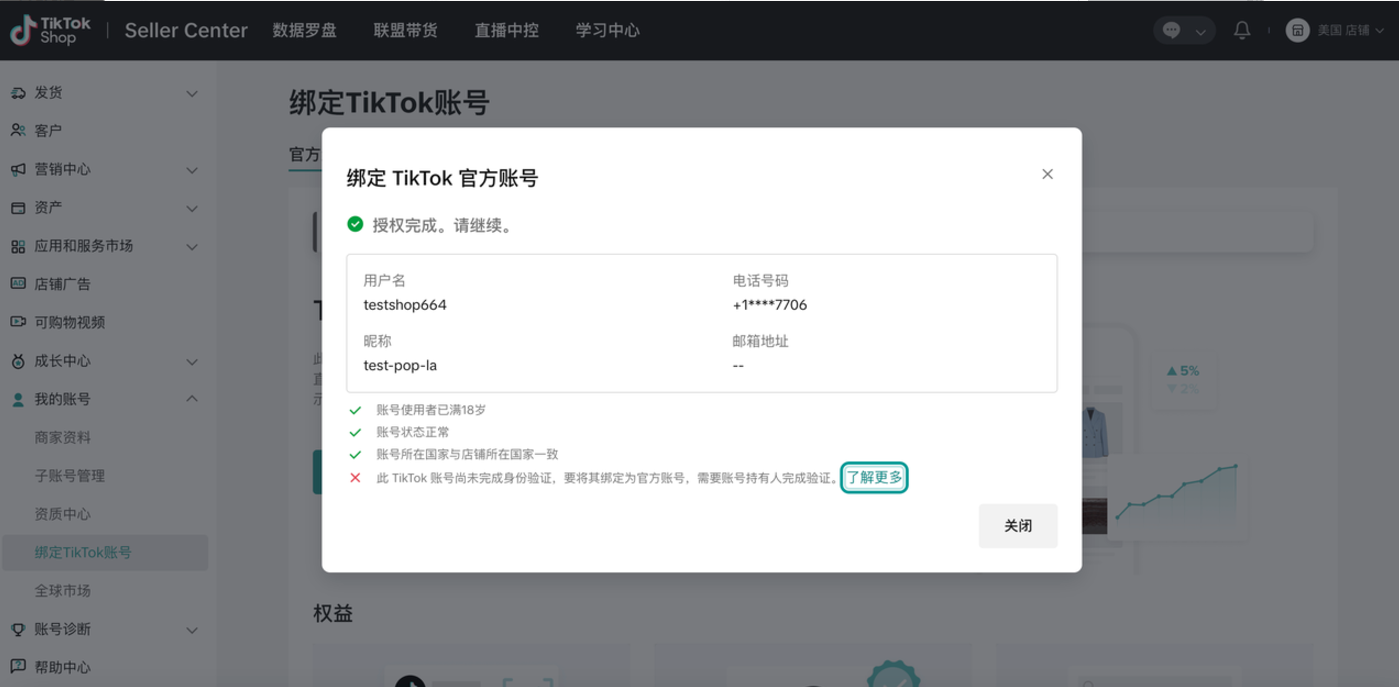 TikTok Shop
Seller Center
数据罗盘
联盟带货
直播中控
学习中心
美国 店铺
发货
客户
营销中心
资产
应用和服务市场
AD
店铺广告
可购物视频
成长中心
我的账号
商家资料
子账号管理
资质中心
绑定TikTok账号
全球市场
账号诊断
帮助中心
绑定TikTok账号
官方
绑定 TikTok 官方账号
授权完成。请继续。
用户名
电话号码
testshop664
+1****7706
昵称
邮箱地址
test-pop-la
--
账号使用者已满18岁
账号状态正常
账号所在国家与店铺所在国家一致
此 TikTok 账号尚未完成身份验证，要将其绑定为官方账号，需要账号持有人完成验证。了解更多
关闭
T
此
直
示
5%
2%
权益